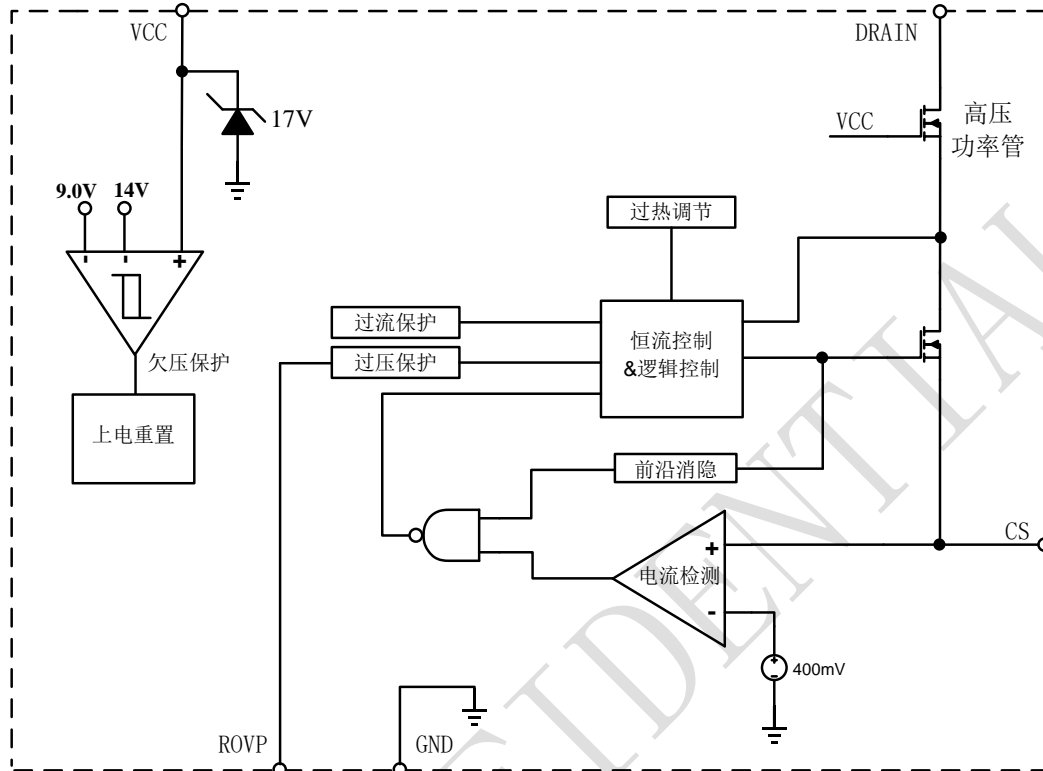 VCC
DRAIN
17V
VCC
高压
功率管
9.0V
14V
过热调节
过流保护
恒流控制
&逻辑控制
过压保护
欠压保护
上电重置
前沿消隐
CS
电流检测
400mV
ROVP
GND
FIDENTIAL